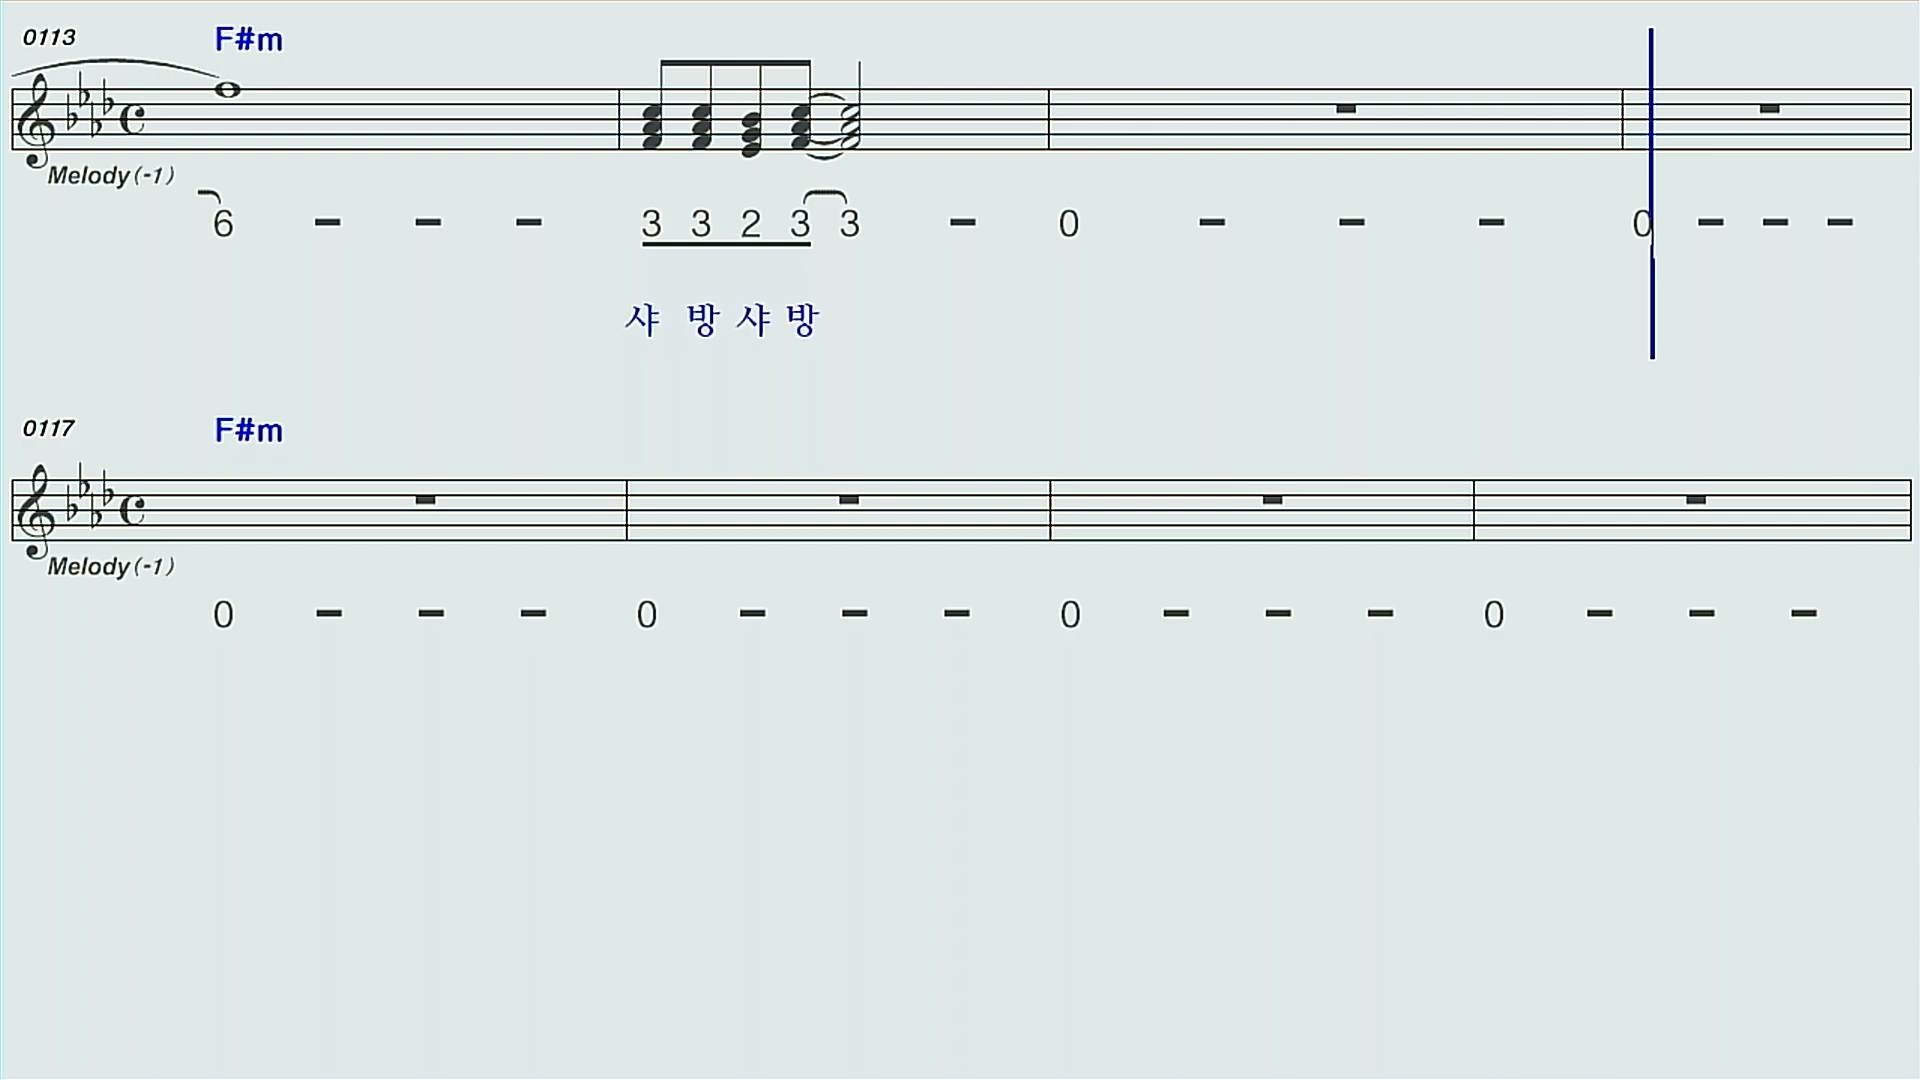 0113 F#m
Melody(-1)
6 - - - 3 3 2 3 3 - 0 - - - 0 - - -
샤 방 샤 방
0117 F#m
Melody(-1)
0 - - - 0 - - - 0 - - - 0 - - -